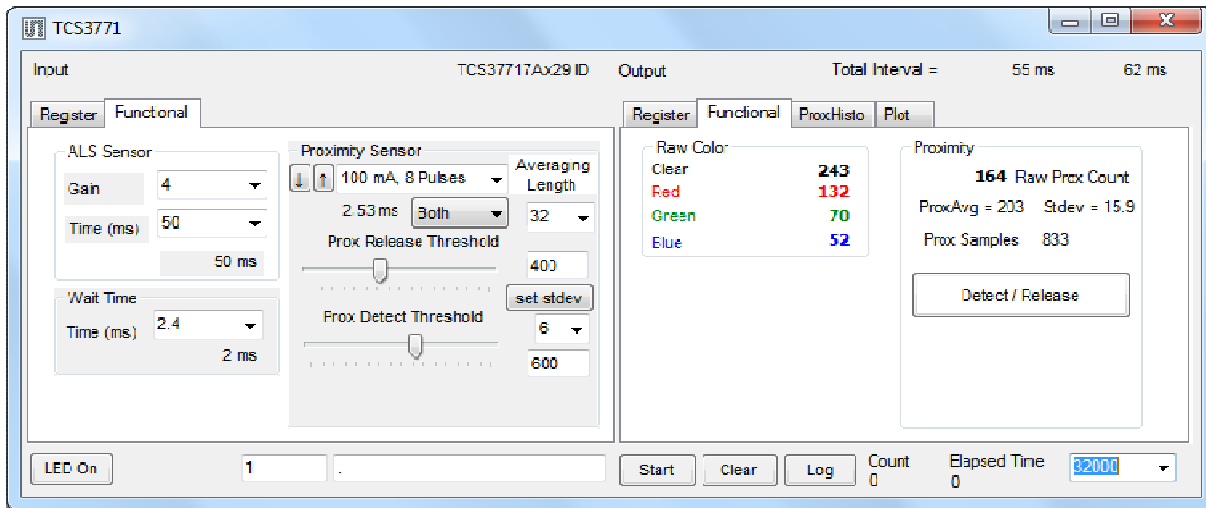 TCS3771
Input
TCS37717Ax29 ID
Output
Total Interval =
55 ms
62 ms
Register
Functional
ALS Sensor
Gain
4
Time (ms)
50
50 ms
Wait Time
Time (ms)
2.4
2 ms
Proximity Sensor
↓
↑
100 mA, 8 Pulses
2.53 ms
Both
Averaging
Length
32
Prox Release Threshold
400
set stdev
Prox Detect Threshold
6
600
Register
Functional
ProxHisto
Plot
Raw Color
Clear
243
Red
132
Green
70
Blue
52
Proximity
164 Raw Prox Count
ProxAvg = 203
Stdev = 15.9
Prox Samples
833
Detect / Release
LED On
1
.
Start
Clear
Log
Count
0
Elapsed Time
0
32000